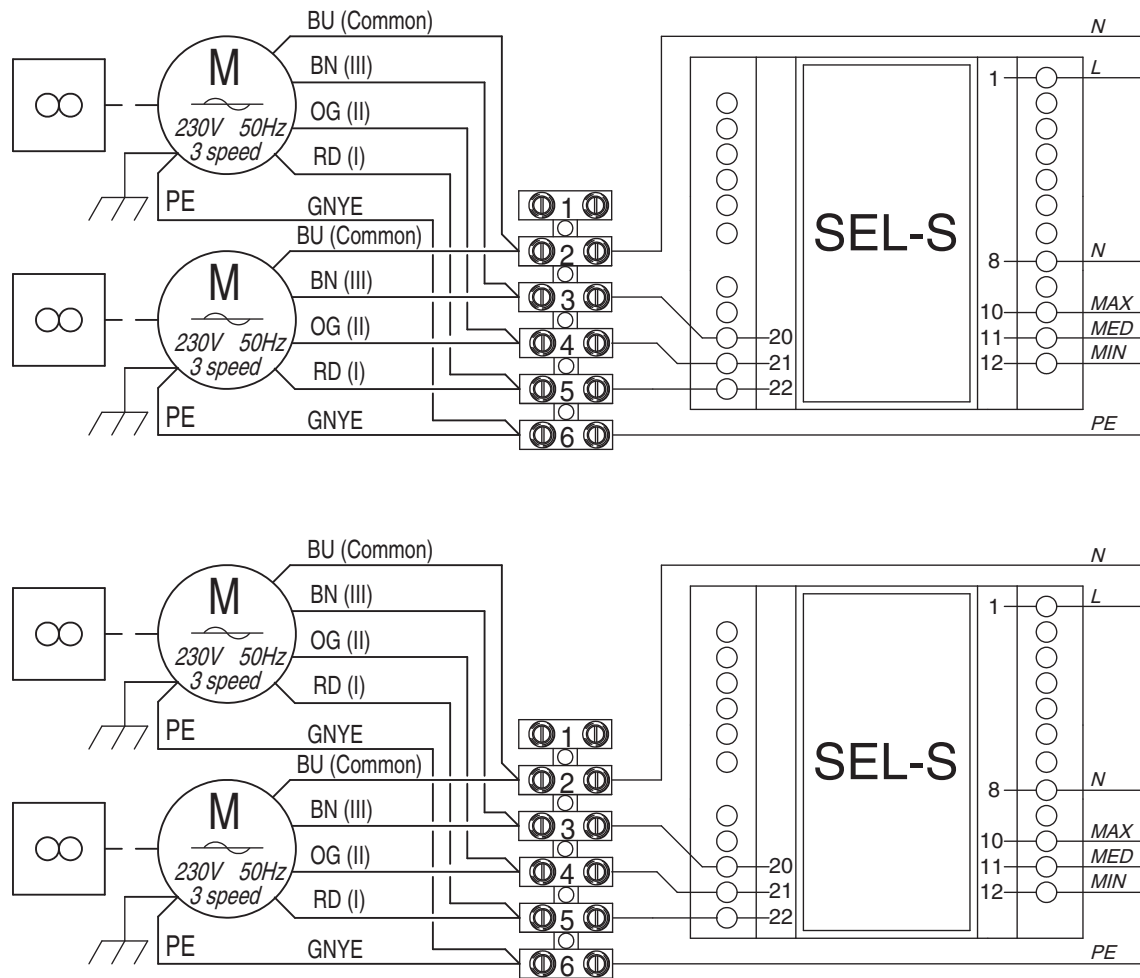 BU (Common)
N
M
BN (III)
1
L
230V 50Hz
OG (II)
3 speed
RD (I)
PE
GNYE
1
SEL-S
BU (Common)
2
8
N
M
BN (III)
3
10
MAX
230V 50Hz
OG (II)
4
20
11
MED
3 speed
RD (I)
5
21
12
MIN
22
PE
GNYE
6
PE
BU (Common)
N
M
BN (III)
1
L
230V 50Hz
OG (II)
3 speed
RD (I)
PE
GNYE
1
SEL-S
BU (Common)
2
8
N
M
BN (III)
3
10
MAX
230V 50Hz
OG (II)
4
20
11
MED
3 speed
RD (I)
5
21
12
MIN
22
PE
GNYE
6
PE